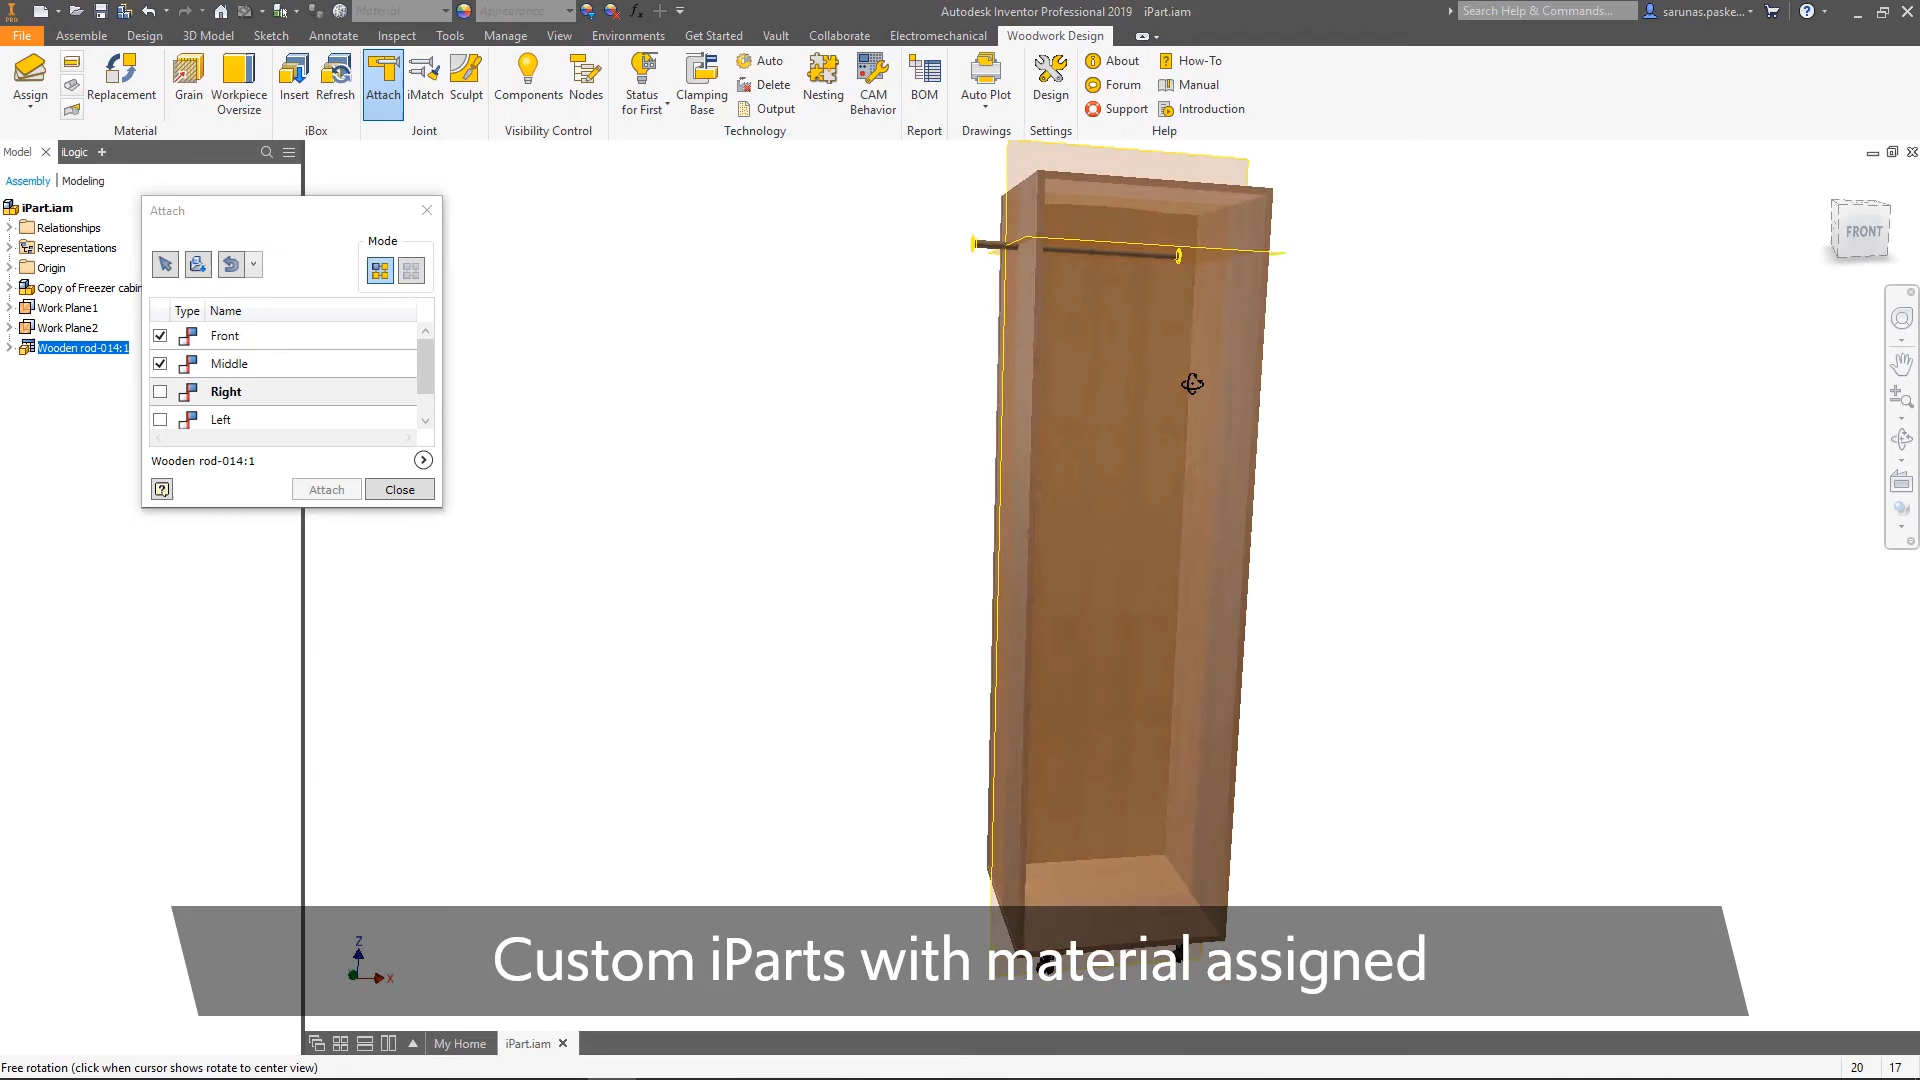 PRO
Material
Appearance
Autodesk Inventor Professional 2019 iPart.iam
Search Help & Commands...
sarunas.paske...
File Assemble Design 3D Model Sketch Annotate Inspect Tools Manage View Environments Get Started Vault Collaborate Electromechanical Woodwork Design
Assign
Replacement
Grain
Workpiece
Oversize
Insert
Refresh
Attach
iMatch
Sculpt
Components
Nodes
Status
for First
Clamping
Base
Auto
Delete
Output
Nesting
CAM
Behavior
BOM
Auto Plot
Design
About
Forum
Support
How-To
Manual
Introduction
Material iBox Joint Visibility Control Technology Report Drawings Settings Help
Model
iLogic
Assembly Modeling
iPart.iam
Relationships
Representations
Origin
Copy of Freezer cabin
Work Plane1
Work Plane2
Wooden rod-014:1
Attach
Mode
Type Name
Front
Middle
Right
Left
Wooden rod-014:1
Attach
Close
FRONT
Custom iParts with material assigned
Z
X
My Home
iPart.iam
Free rotation (click when cursor shows rotate to center view)
20 17